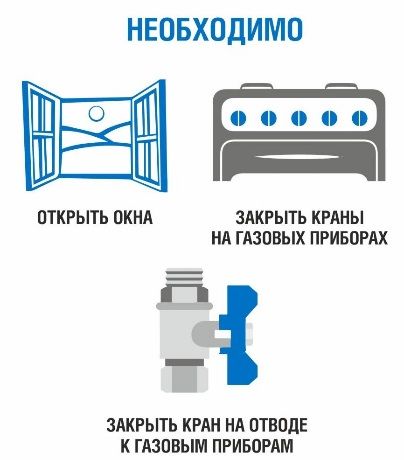 НЕОБХОДИМО
ОТКРЫТЬ ОКНА
ЗАКРЫТЬ КРАНЫ
НА ГАЗОВЫХ ПРИБОРАХ
ЗАКРЫТЬ КРАН НА ОТВОДЕ
К ГАЗОВЫМ ПРИБОРАМ